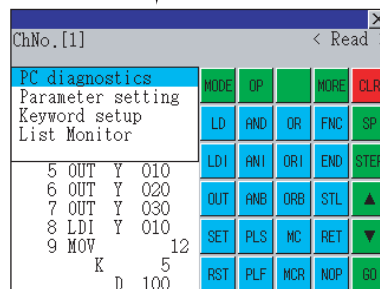 ChNo.[1] < Read
PC diagnostics
Parameter setting
Keyword setup
List Monitor
5 OUT Y 010
6 OUT Y 020
7 OUT Y 030
8 LDI Y 010
9 MOV 12
K 5
D 100
MODE OP MORE CLR
LD AND OR FNC SP
LDI ANI ORI END STEP
OUT ANB ORB STL ▲
SET PLS MC RET ▼
RST PLF MCR NOP GO